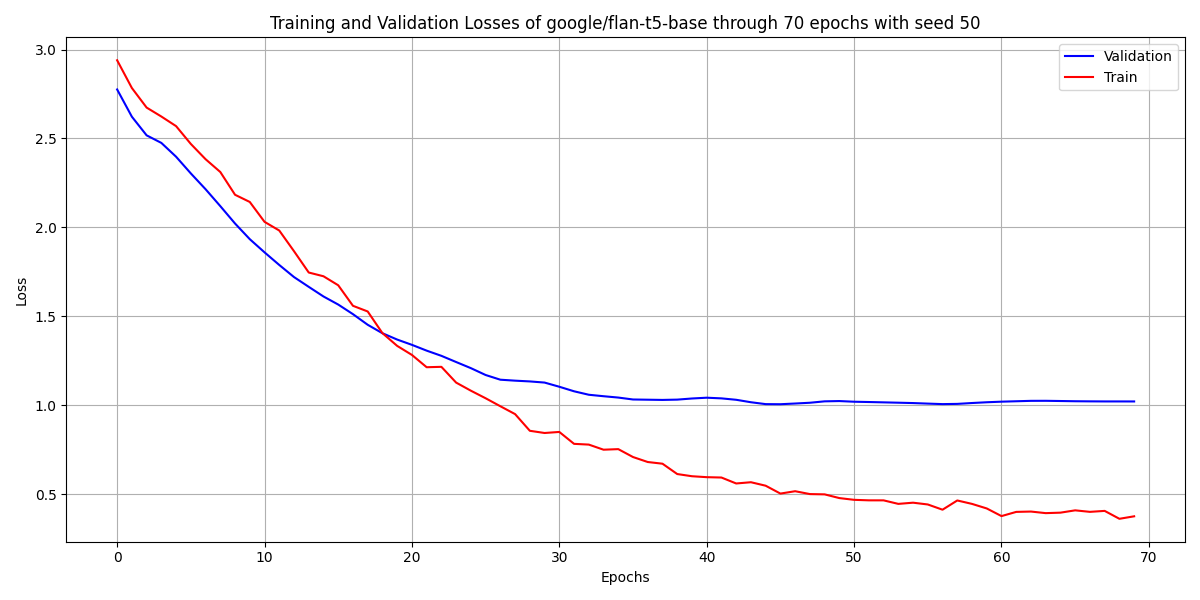 Training and Validation Losses of google/flan-t5-base through 70 epochs with seed 50
Validation
Train
Loss
3.0
2.5
2.0
1.5
1.0
0.5
0 10 20 30 40 50 60 70
Epochs